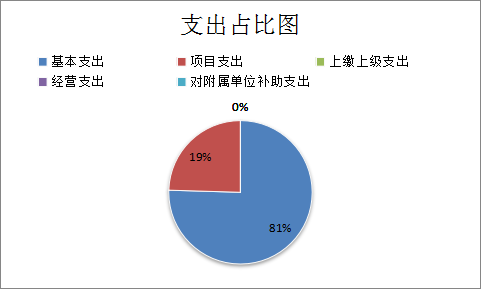 支出占比图
基本支出 项目支出 上缴上级支出
经营支出 对附属单位补助支出
0%
19%
81%